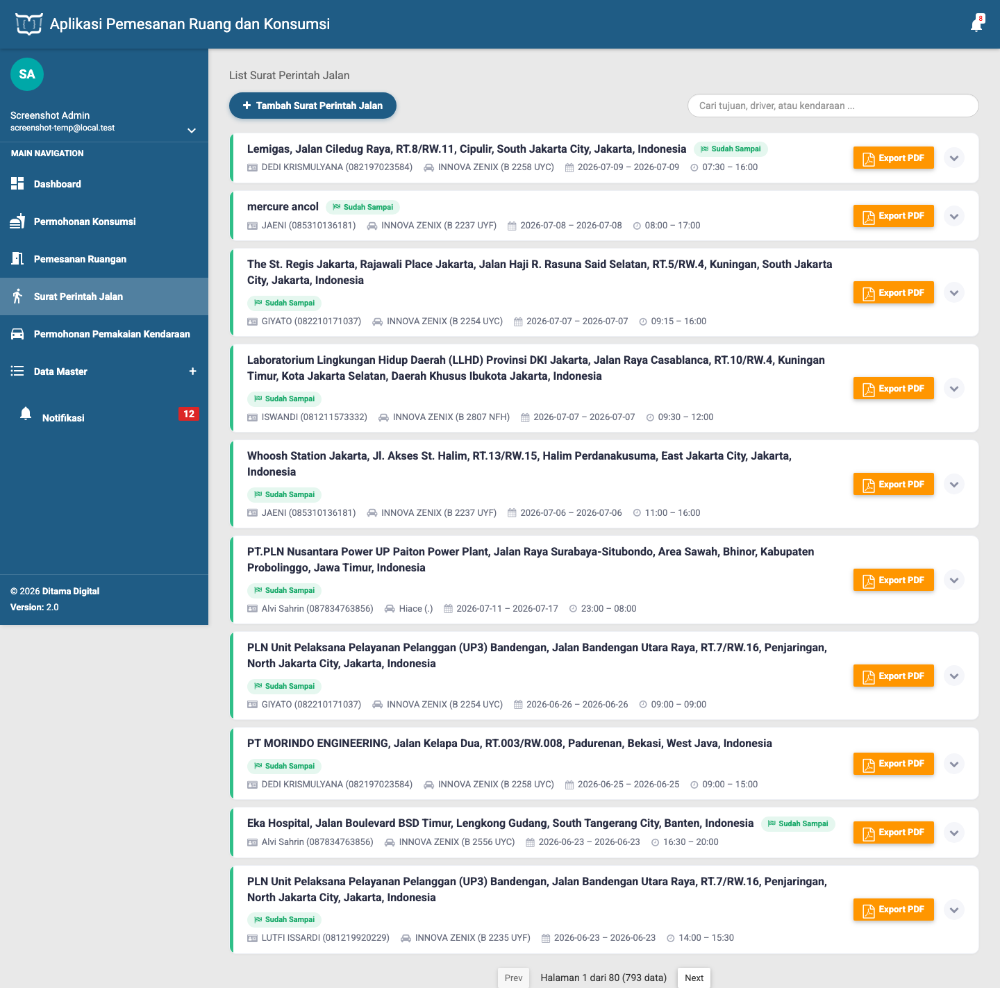 Aplikasi Pemesanan Ruang dan Konsumsi
8
SA
Screenshot Admin
screenshot-temp@local.test
MAIN NAVIGATION
Dashboard
Permohonan Konsumsi
Pemesanan Ruangan
Surat Perintah Jalan
Permohonan Pemakaian Kendaraan
Data Master +
Notifikasi 12
© 2026 Ditama Digital
Version: 2.0
List Surat Perintah Jalan
+ Tambah Surat Perintah Jalan
Cari tujuan, driver, atau kendaraan ...
Lemigas, Jalan Ciledug Raya, RT.8/RW.11, Cipulir, South Jakarta City, Jakarta, Indonesia Sudah Sampai
DEDI KRISMULYANA (082197023584) INNOVA ZENIX (B 2258 UYC) 2026-07-09 – 2026-07-09 07:30 – 16:00
Export PDF
mercure ancol Sudah Sampai
JAENI (085310136181) INNOVA ZENIX (B 2237 UYF) 2026-07-08 – 2026-07-08 08:00 – 17:00
Export PDF
The St. Regis Jakarta, Rajawali Place Jakarta, Jalan Haji R. Rasuna Said Selatan, RT.5/RW.4, Kuningan, South Jakarta
City, Jakarta, Indonesia
Sudah Sampai
GIYATO (082210171037) INNOVA ZENIX (B 2254 UYC) 2026-07-07 – 2026-07-07 09:15 – 16:00
Export PDF
Laboratorium Lingkungan Hidup Daerah (LLHD) Provinsi DKI Jakarta, Jalan Raya Casablanca, RT.10/RW.4, Kuningan
Timur, Kota Jakarta Selatan, Daerah Khusus Ibukota Jakarta, Indonesia
Sudah Sampai
ISWANDI (081211573332) INNOVA ZENIX (B 2807 NFH) 2026-07-07 – 2026-07-07 09:30 – 12:00
Export PDF
Whoosh Station Jakarta, Jl. Akses St. Halim, RT.13/RW.15, Halim Perdanakusuma, East Jakarta City, Jakarta,
Indonesia
Sudah Sampai
JAENI (085310136181) INNOVA ZENIX (B 2237 UYF) 2026-07-06 – 2026-07-06 11:00 – 16:00
Export PDF
PT.PLN Nusantara Power UP Paiton Power Plant, Jalan Raya Surabaya-Situbondo, Area Sawah, Bhinor, Kabupaten
Probolinggo, Jawa Timur, Indonesia
Sudah Sampai
Alvi Sahrin (087834763856) Hiace (.) 2026-07-11 – 2026-07-17 23:00 – 08:00
Export PDF
PLN Unit Pelaksana Pelayanan Pelanggan (UP3) Bandengan, Jalan Bandengan Utara Raya, RT.7/RW.16, Penjaringan,
North Jakarta City, Jakarta, Indonesia
Sudah Sampai
GIYATO (082210171037) INNOVA ZENIX (B 2254 UYC) 2026-06-26 – 2026-06-26 09:00 – 09:00
Export PDF
PT MORINDO ENGINEERING, Jalan Kelapa Dua, RT.003/RW.008, Padurenan, Bekasi, West Java, Indonesia
Sudah Sampai
DEDI KRISMULYANA (082197023584) INNOVA ZENIX (B 2258 UYC) 2026-06-25 – 2026-06-25 09:00 – 15:00
Export PDF
Eka Hospital, Jalan Boulevard BSD Timur, Lengkong Gudang, South Tangerang City, Banten, Indonesia Sudah Sampai
Alvi Sahrin (087834763856) INNOVA ZENIX (B 2556 UYC) 2026-06-23 – 2026-06-23 16:30 – 20:00
Export PDF
PLN Unit Pelaksana Pelayanan Pelanggan (UP3) Bandengan, Jalan Bandengan Utara Raya, RT.7/RW.16, Penjaringan,
North Jakarta City, Jakarta, Indonesia
Sudah Sampai
LUTFI ISSARDI (081219920229) INNOVA ZENIX (B 2235 UYF) 2026-06-23 – 2026-06-23 14:00 – 15:30
Export PDF
Prev Halaman 1 dari 80 (793 data) Next